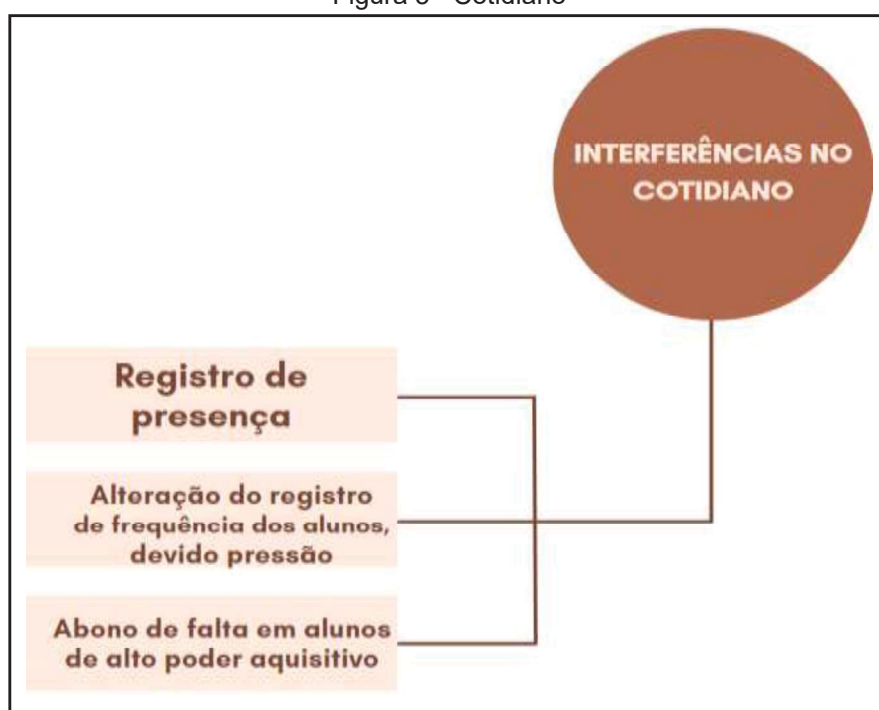 Cotidiano
INTERFERÊNCIAS NO
COTIDIANO
Registro de
presença
Alteração do registro
de frequência dos alunos,
devido pressão
Abono de falta em alunos
de alto poder aquisitivo